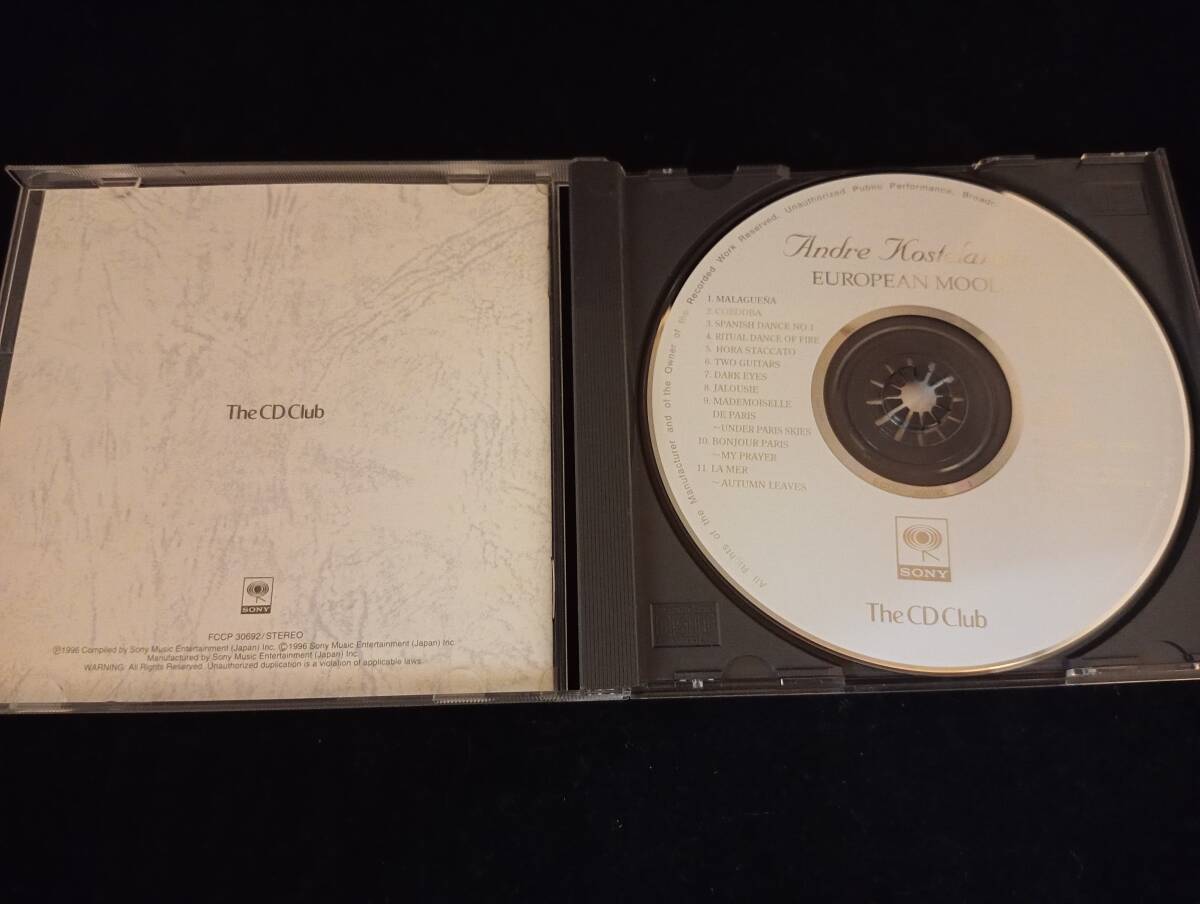 The CD Club
SONY
FCCP 30692/STEREO
Ⓟ1996 Compiled by Sony Music Entertainment (Japan) Inc. Ⓒ1996 Sony Music Entertainment (Japan) Inc.
Manufactured by Sony Music Entertainment (Japan) Inc.
WARNING: All Rights Reserved. Unauthorized duplication is a violation of applicable laws.
All Rights of the Manufacturer and of the Owner of the Recorded Work Reserved. Unauthorized Public Performance, Broadc
Andre
EUROPEAN
1. MALAGUEÑA
2. CORDOBA
3. SPANISH DANCE NO.1
4. RITUAL DANCE OF FIRE
5. HORA STACCATO
6. TWO GUITARS
7. DARK EYES
8. JALOUSIE
9. MADEMOISELLE
DE PARIS
~UNDER PARIS SKIES
10. BONJOUR PARIS
~MY PRAYER
11. LA MER
~AUTUMN LEAVES
SONY
The CD Club